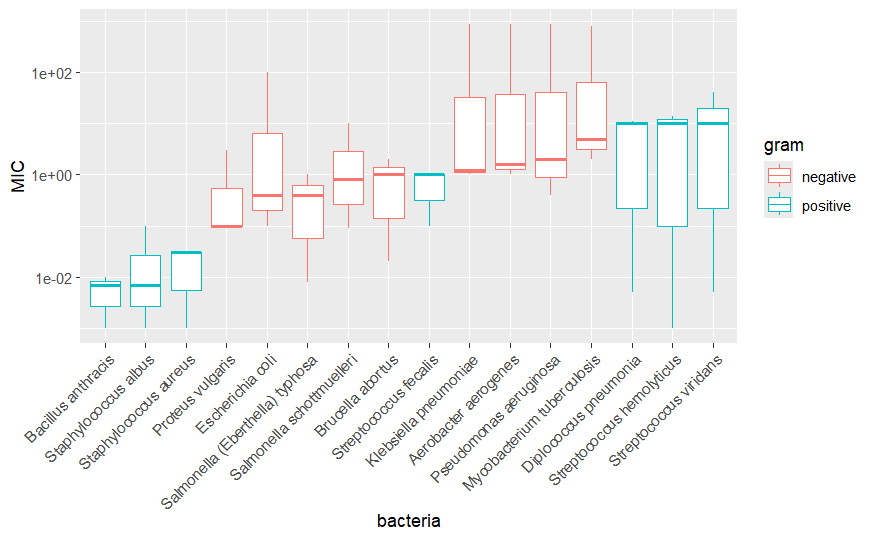 MIC
1e+02
1e+00
1e-02
Bacillus anthracis
Staphylococcus albus
Staphylococcus aureus
Proteus vulgaris
Escherichia coli
Salmonella (Eberthella) typhosa
Salmonella schottmuelleri
Brucella abortus
Streptococcus fecalis
Klebsiella pneumoniae
Aerobacter aerogenes
Pseudomonas aeruginosa
Mycobacterium tuberculosis
Diplococcus pneumonia
Streptococcus hemolyticus
Streptococcus viridans
bacteria
gram
negative
positive